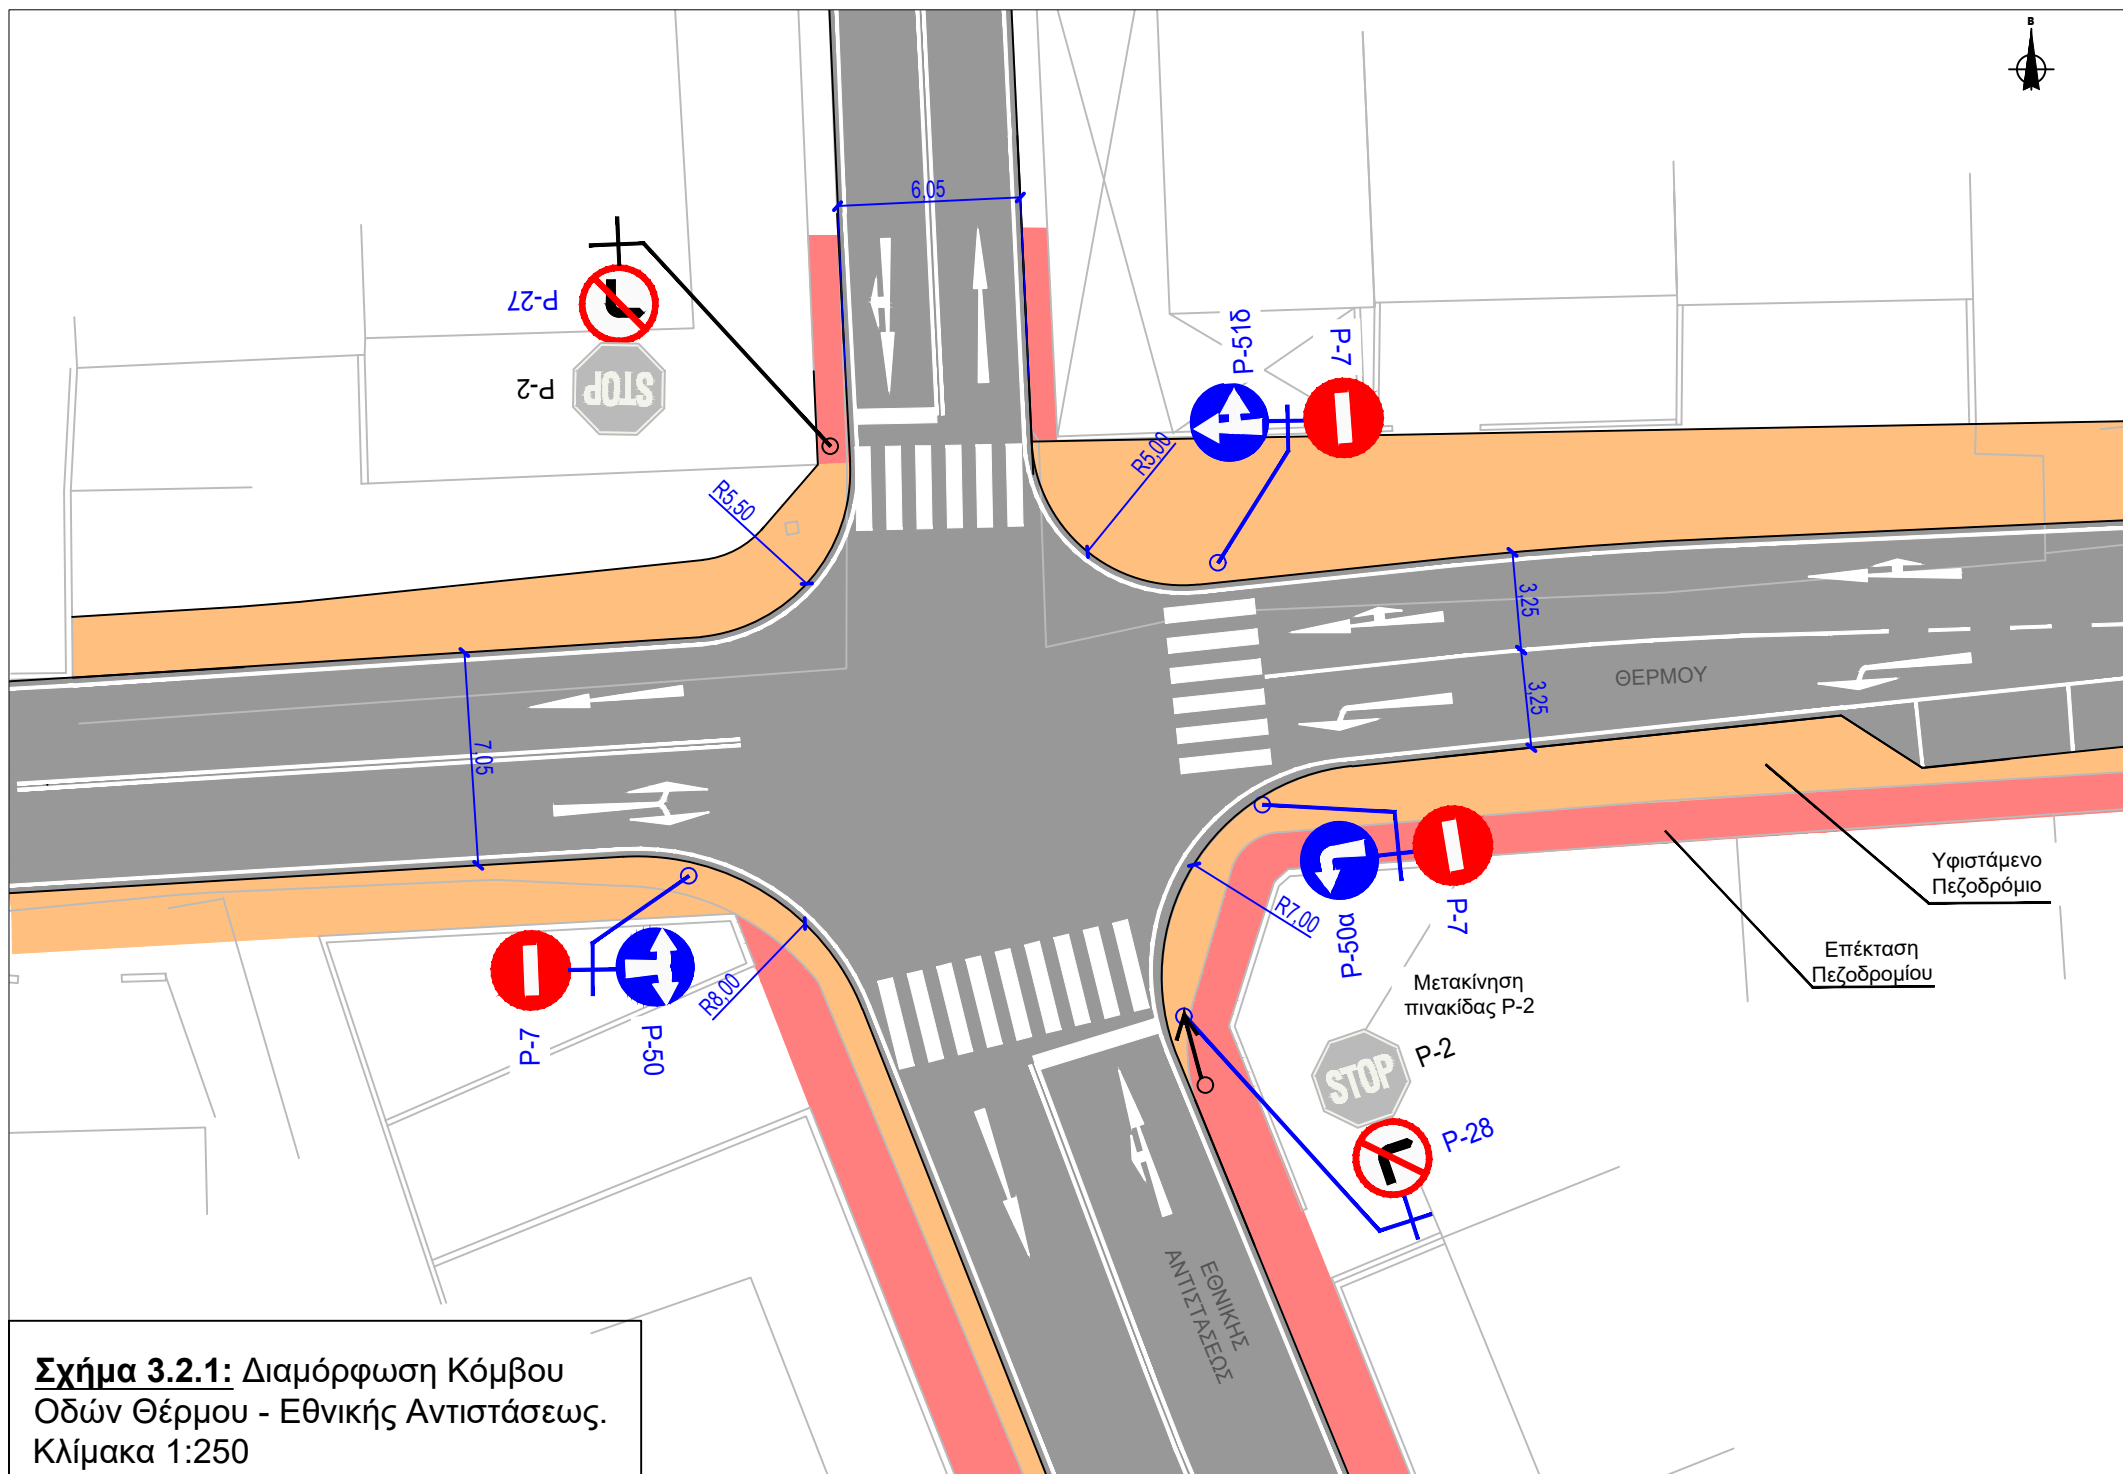 Β
6,05
Ρ-27
STOP
Ρ-2
R5,50
R5,00
Ρ-51δ
Ρ-7
3,25
3,25
ΘΕΡΜΟΥ
7,05
Υφιστάμενο
Πεζοδρόμιο
Επέκταση
Πεζοδρομίου
R7,00
Ρ-50α
Ρ-7
Μετακίνηση
πινακίδας Ρ-2
STOP
Ρ-2
Ρ-28
R8,00
Ρ-7
Ρ-50
ΕΘΝΙΚΗΣ
ΑΝΤΙΣΤΑΣΕΩΣ
Σχήμα 3.2.1: Διαμόρφωση Κόμβου
Οδών Θέρμου - Εθνικής Αντιστάσεως.
Κλίμακα 1:250